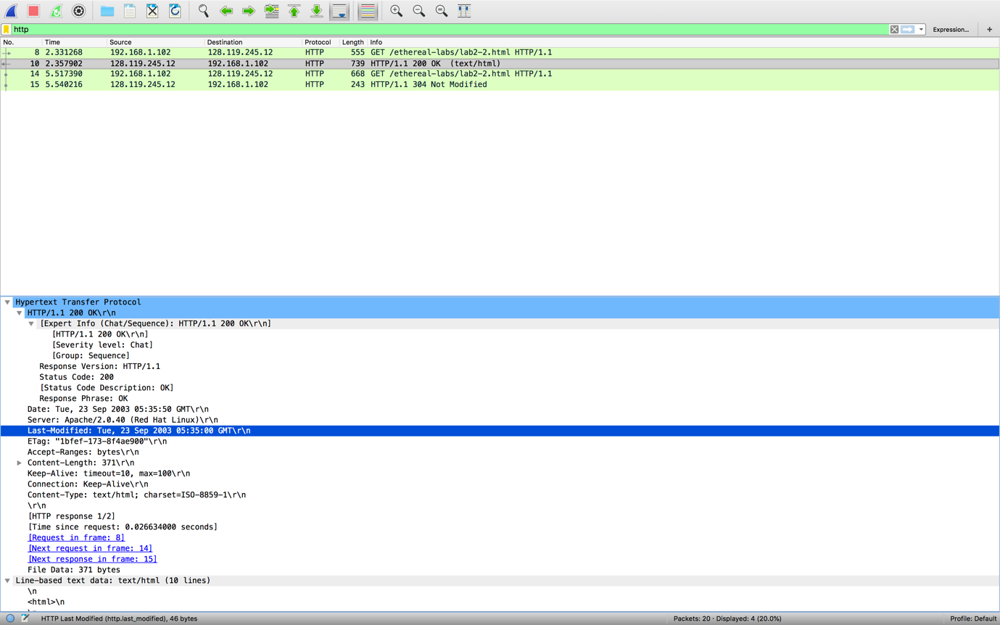 http
Expression...
+
No. Time Source Destination Protocol Length Info
8 2.331268 192.168.1.102 128.119.245.12 HTTP 555 GET /ethereal-labs/lab2-2.html HTTP/1.1
10 2.357902 128.119.245.12 192.168.1.102 HTTP 739 HTTP/1.1 200 OK (text/html)
14 5.517390 192.168.1.102 128.119.245.12 HTTP 668 GET /ethereal-labs/lab2-2.html HTTP/1.1
15 5.540216 128.119.245.12 192.168.1.102 HTTP 243 HTTP/1.1 304 Not Modified
Hypertext Transfer Protocol
HTTP/1.1 200 OK\r\n
[Expert Info (Chat/Sequence): HTTP/1.1 200 OK\r\n]
[HTTP/1.1 200 OK\r\n]
[Severity level: Chat]
[Group: Sequence]
Response Version: HTTP/1.1
Status Code: 200
[Status Code Description: OK]
Response Phrase: OK
Date: Tue, 23 Sep 2003 05:35:50 GMT\r\n
Server: Apache/2.0.40 (Red Hat Linux)\r\n
Last-Modified: Tue, 23 Sep 2003 05:35:00 GMT\r\n
ETag: "1bfef-173-8f4ae900"\r\n
Accept-Ranges: bytes\r\n
Content-Length: 371\r\n
Keep-Alive: timeout=10, max=100\r\n
Connection: Keep-Alive\r\n
Content-Type: text/html; charset=ISO-8859-1\r\n
\r\n
[HTTP response 1/2]
[Time since request: 0.026634000 seconds]
[Request in frame: 8]
[Next request in frame: 14]
[Next response in frame: 15]
File Data: 371 bytes
Line-based text data: text/html (10 lines)
\n
<html>\n
HTTP Last Modified (http.last_modified), 46 bytes
Packets: 20 · Displayed: 4 (20.0%)
Profile: Default